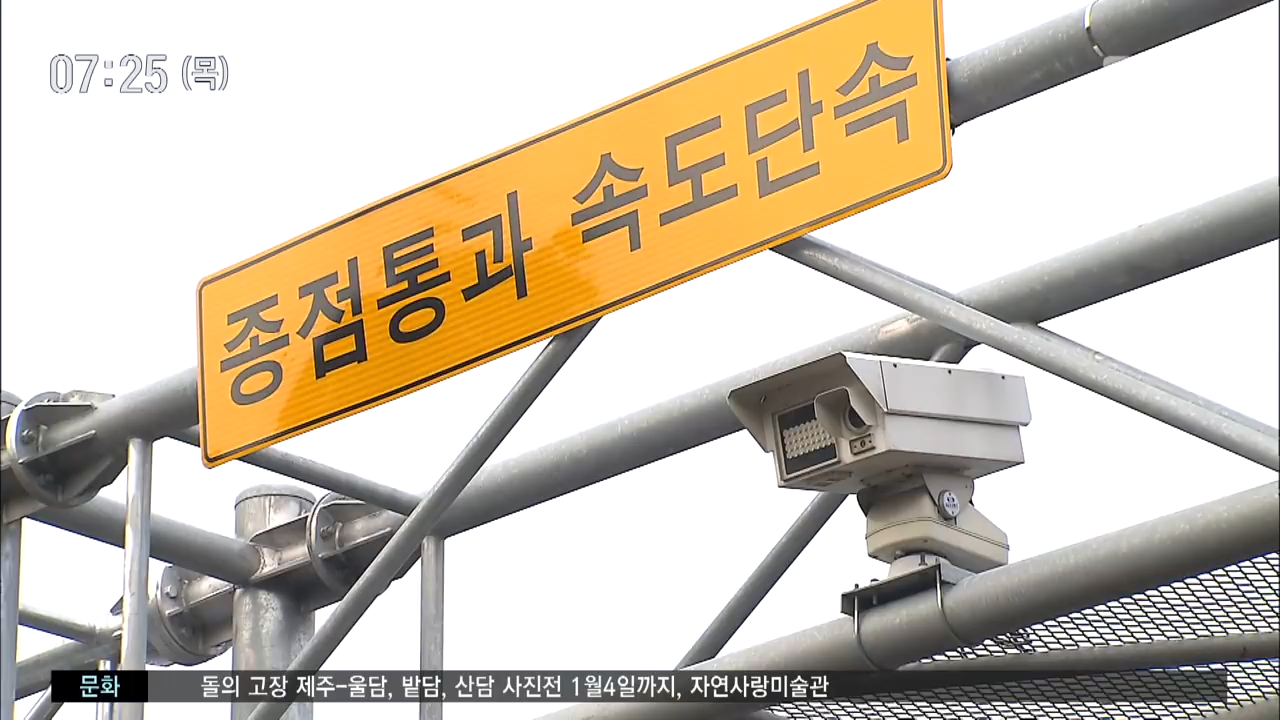 07:25 (목)
종점통과 속도단속
문화 돌의 고장 제주-울담, 밭담, 산담 사진전 1월4일까지, 자연사랑미술관